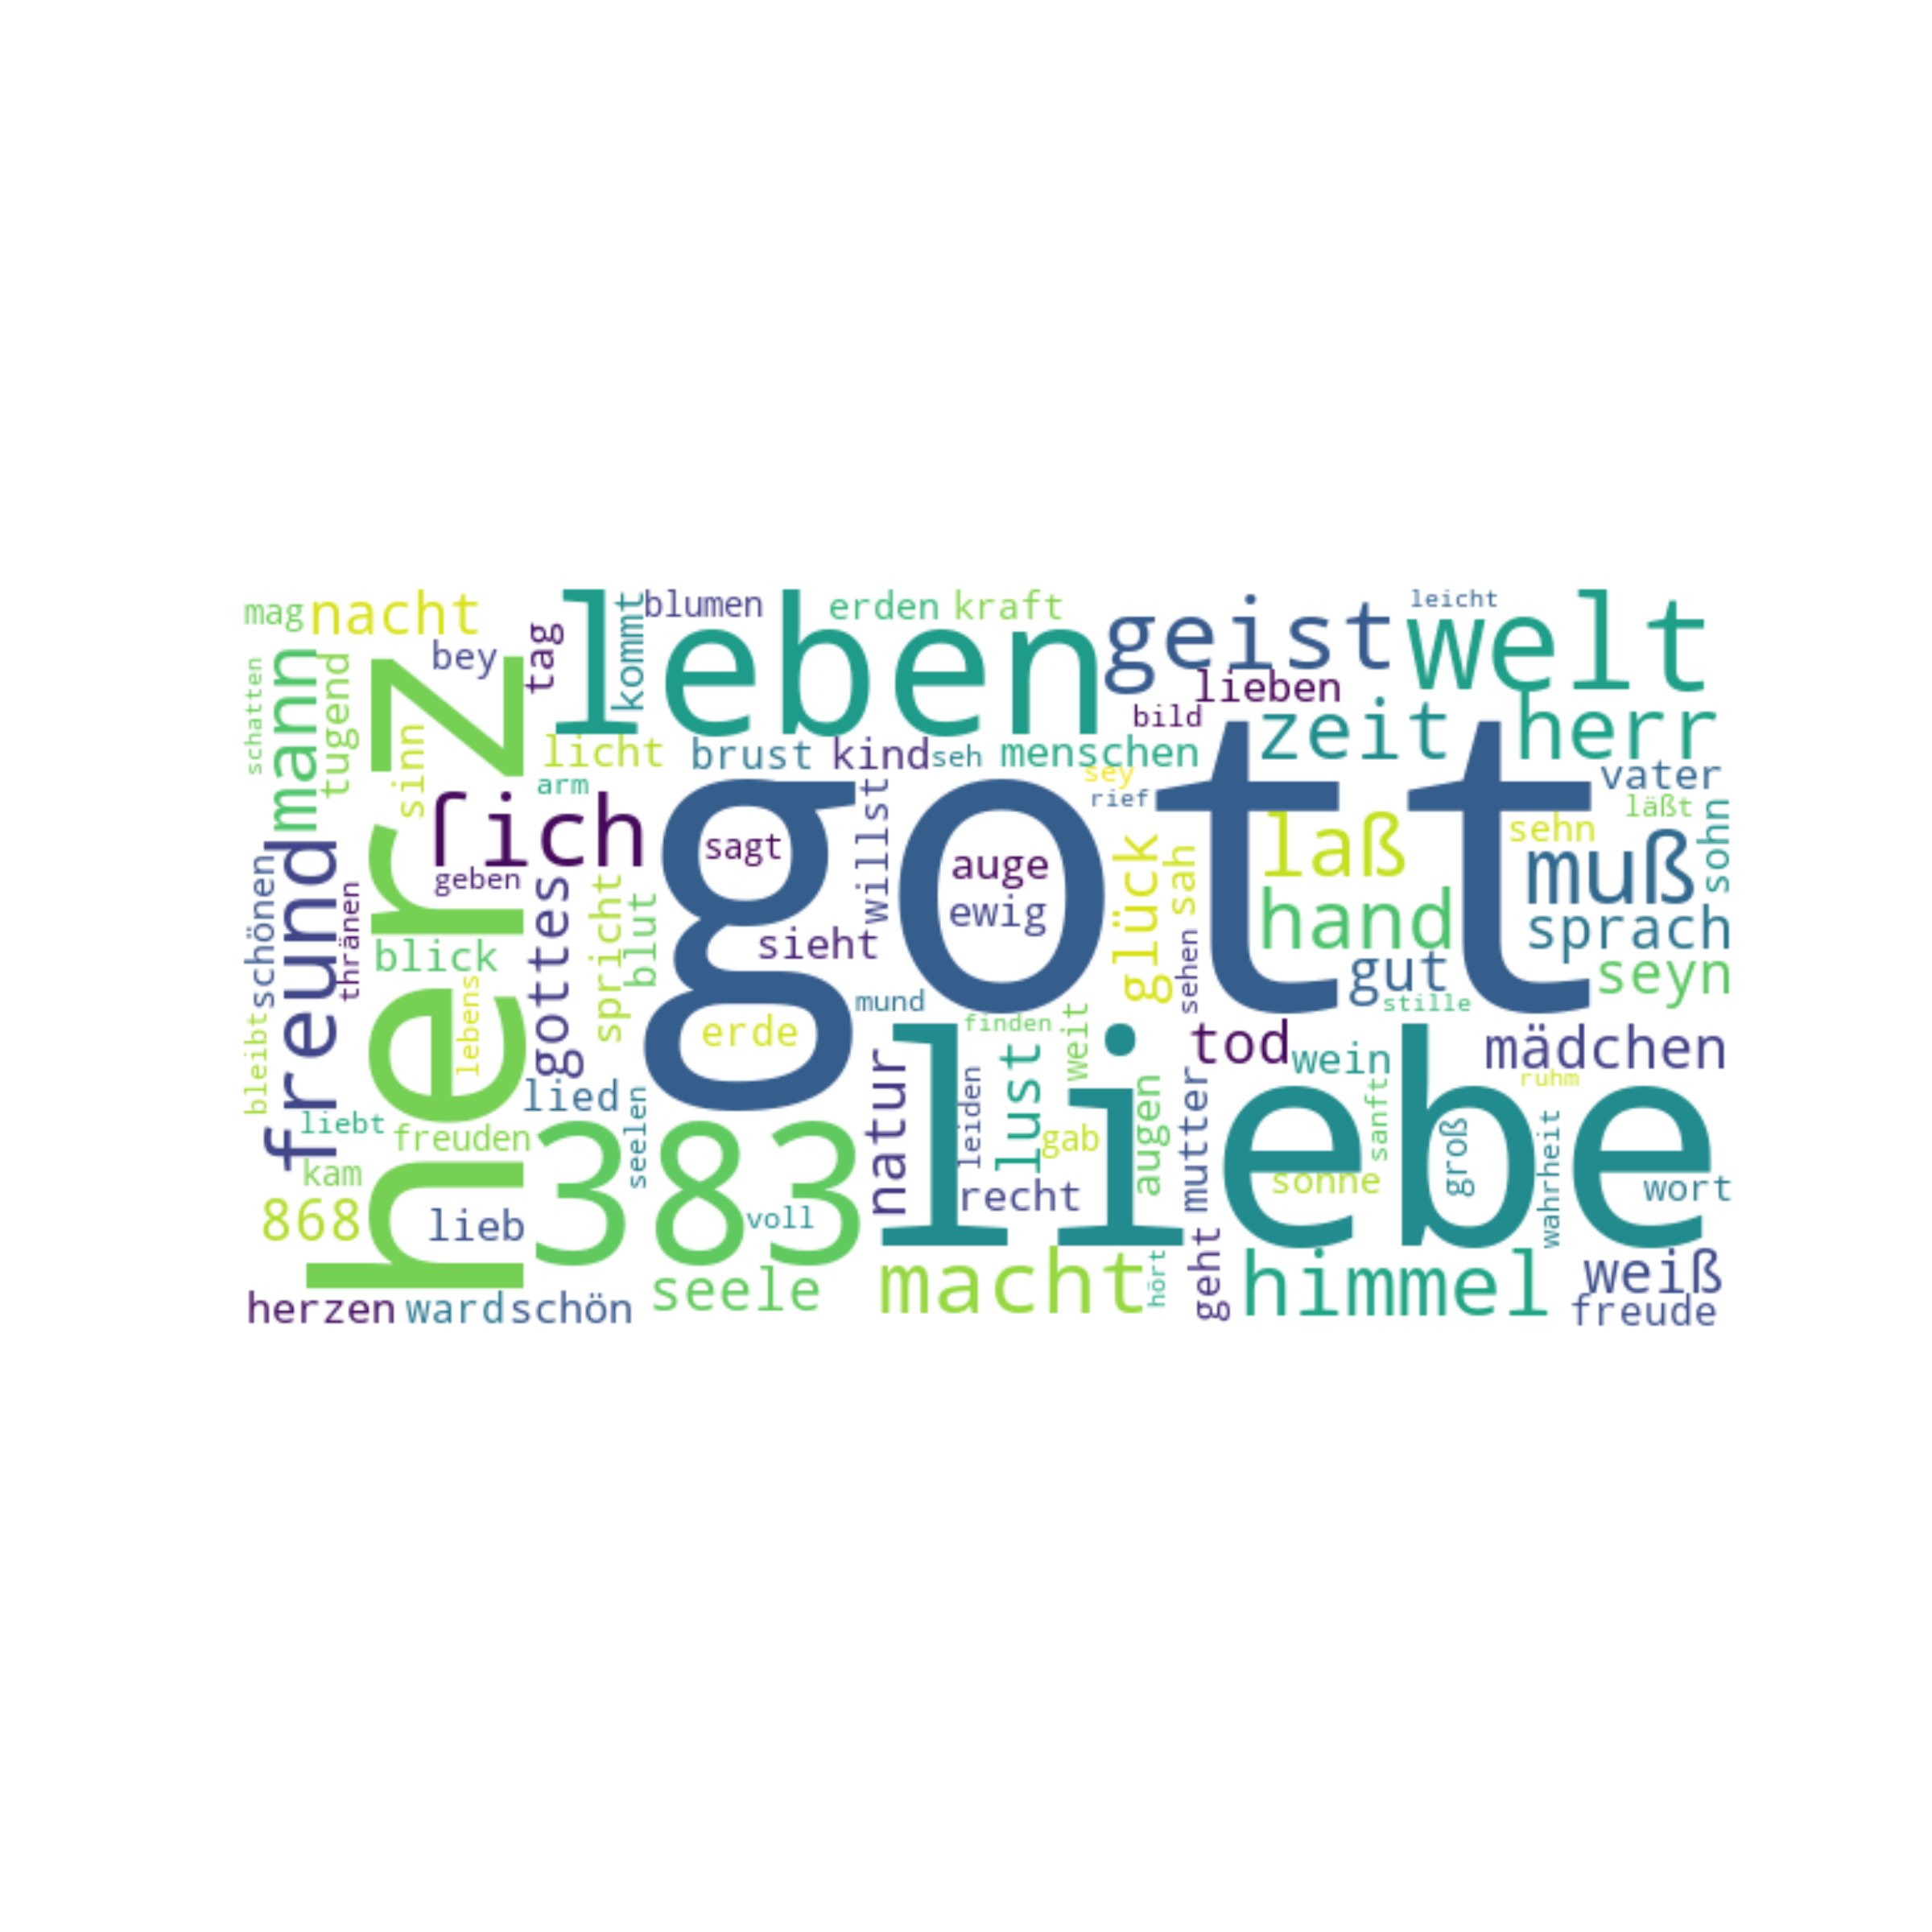 mag
nacht
bey
tag
leben
kommt
blumen
erden
kraft
geist
leicht
welt
lieben
bild
zeit
herr
schatten
mann
tugend
sinn
herz
licht
brust
kind
seh
menschen
arm
ſich
geben
gott
sagt
willst
auge
ewig
sey
rief
vater
läßt
laß
sehn
muß
sohn
hand
sprach
glück
sah
sehen
gut
stille
seyn
schönen
freund
thränen
blick
gottes
spricht
blut
sieht
mund
erde
finden
weit
tod
wein
mädchen
ruhm
bleibt
lebens
lied
liebt
freuden
seelen
kam
868
lieb
383
voll
natur
leiden
lust
gab
augen
mutter
liebe
recht
sanft
sonne
groß
wahrheit
wort
herzen
ward
schön
seele
macht
hört
geht
himmel
weiß
freude